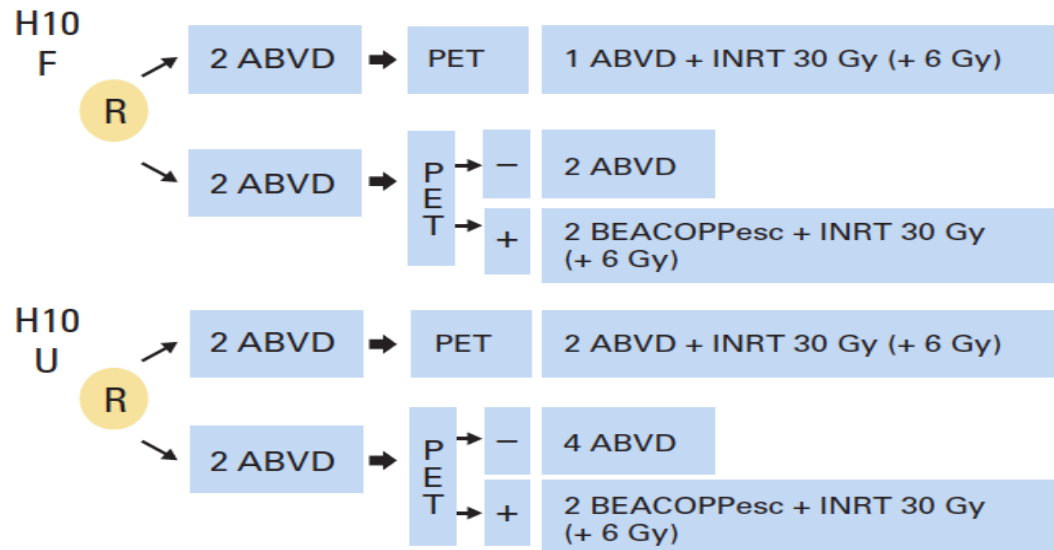 H10
F
R
2 ABVD
PET
1 ABVD + INRT 30 Gy (+ 6 Gy)
2 ABVD
P
E
T
−
2 ABVD
+
2 BEACOPPesc + INRT 30 Gy
(+ 6 Gy)
H10
U
R
2 ABVD
PET
2 ABVD + INRT 30 Gy (+ 6 Gy)
2 ABVD
P
E
T
−
4 ABVD
+
2 BEACOPPesc + INRT 30 Gy
(+ 6 Gy)